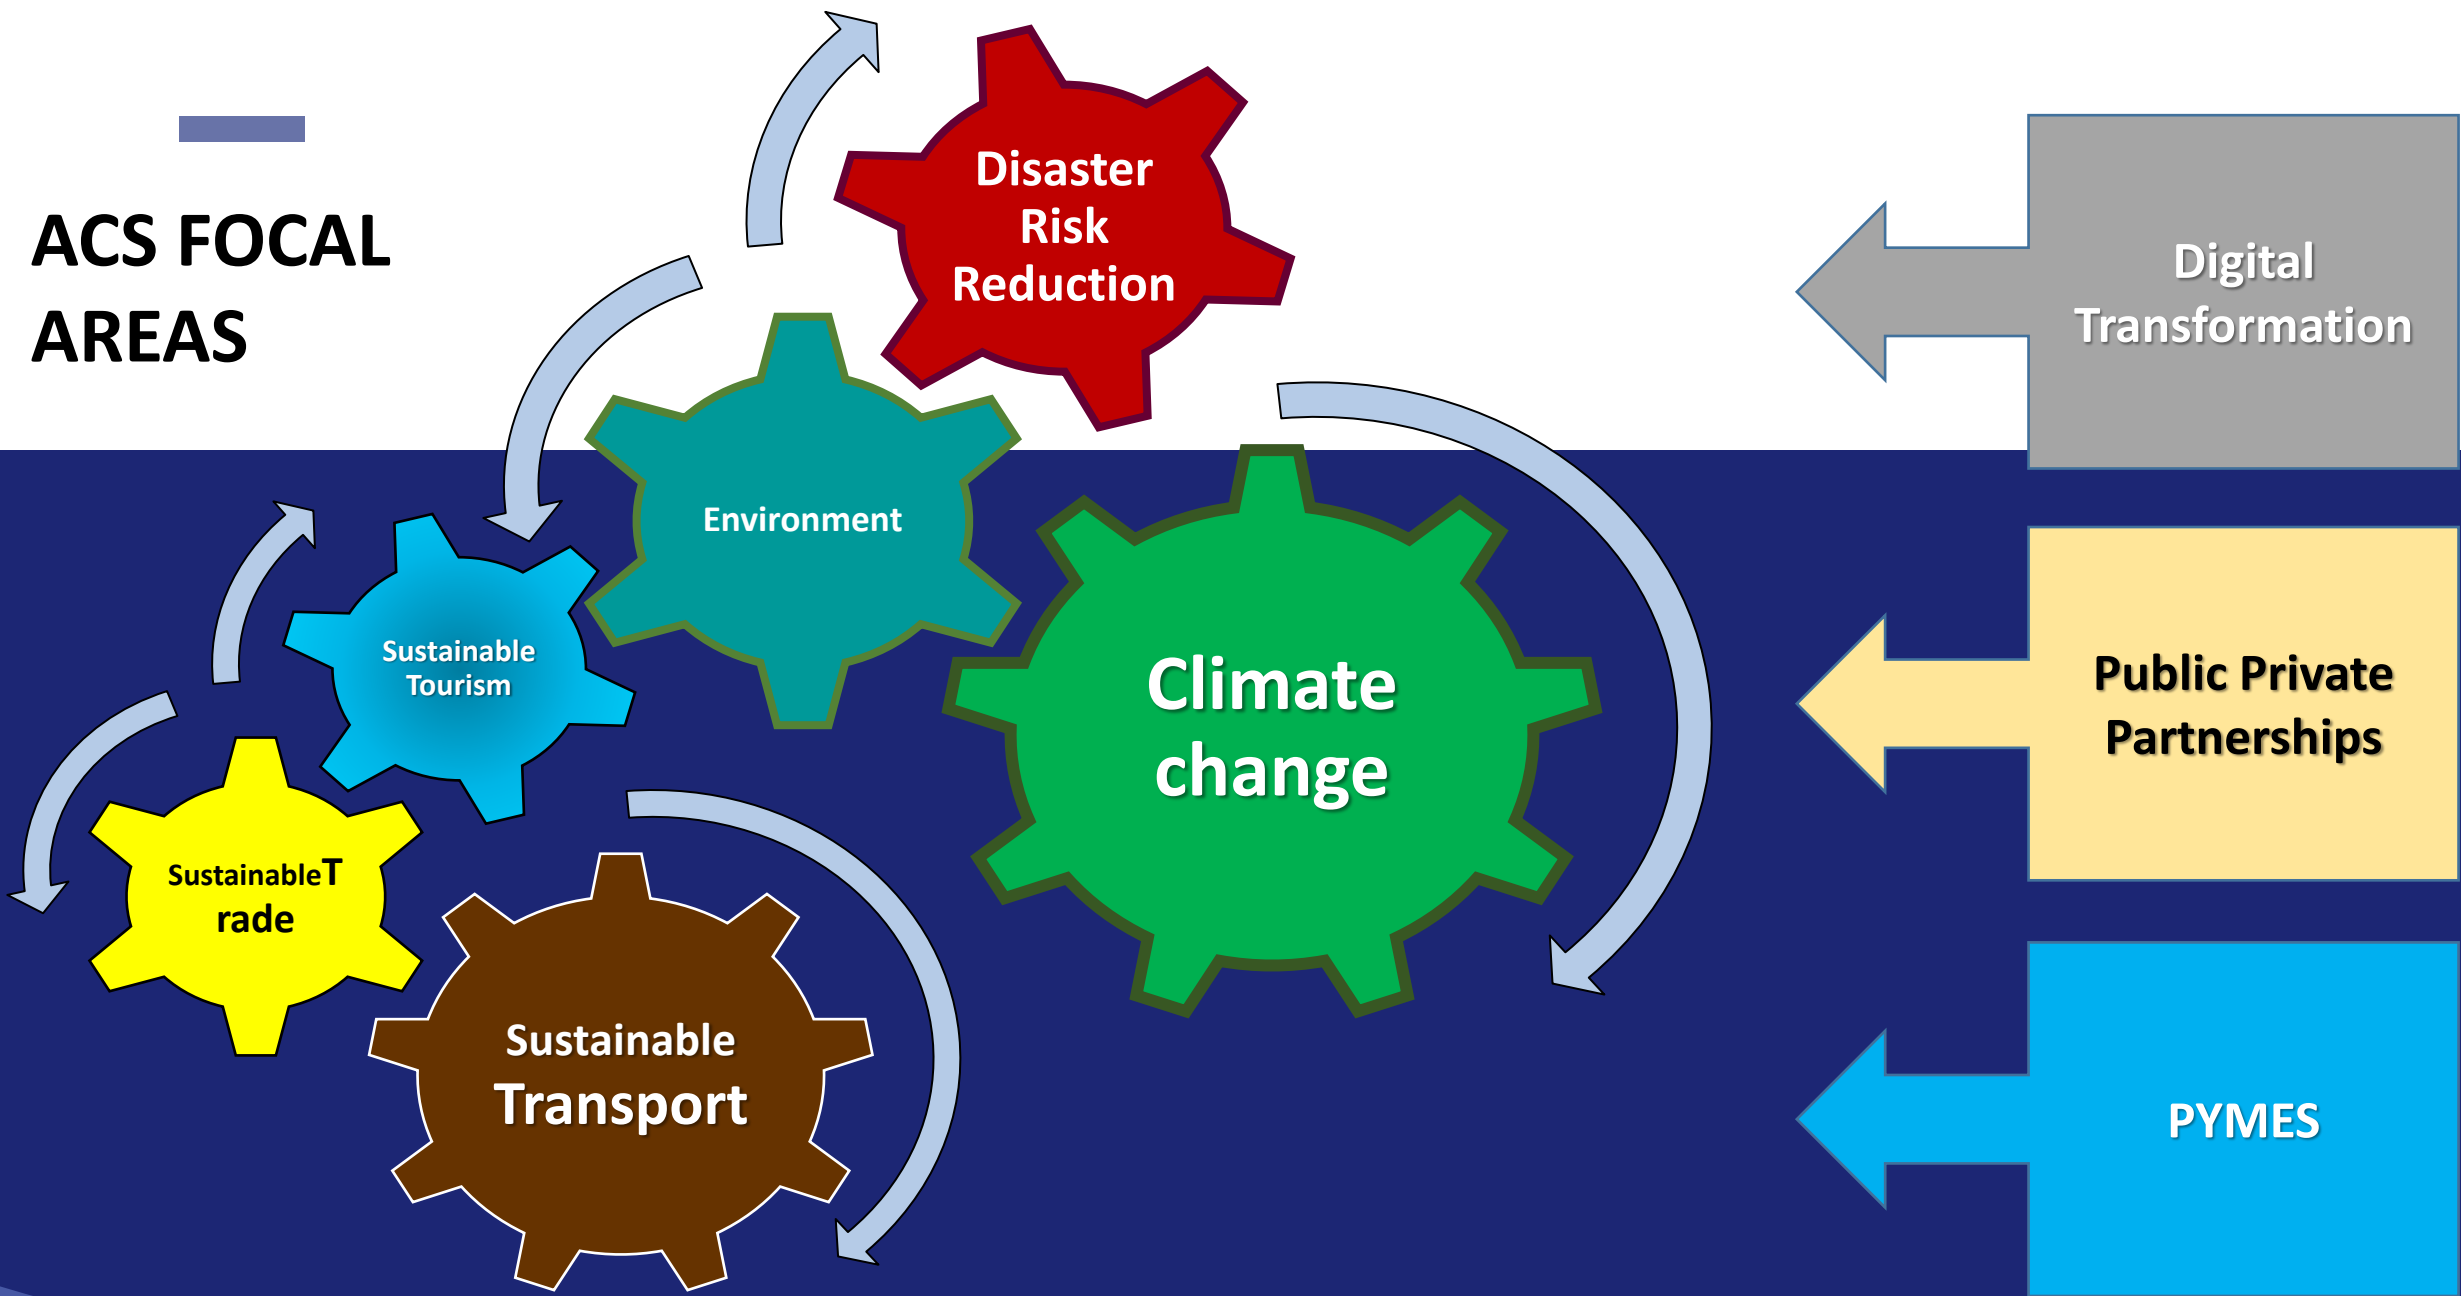 ACS FOCAL
AREAS
Disaster
Risk
Reduction
Environment
Climate
change
Sustainable
Tourism
SustainableT
rade
Sustainable
Transport
Digital
Transformation
Public Private
Partnerships
PYMES